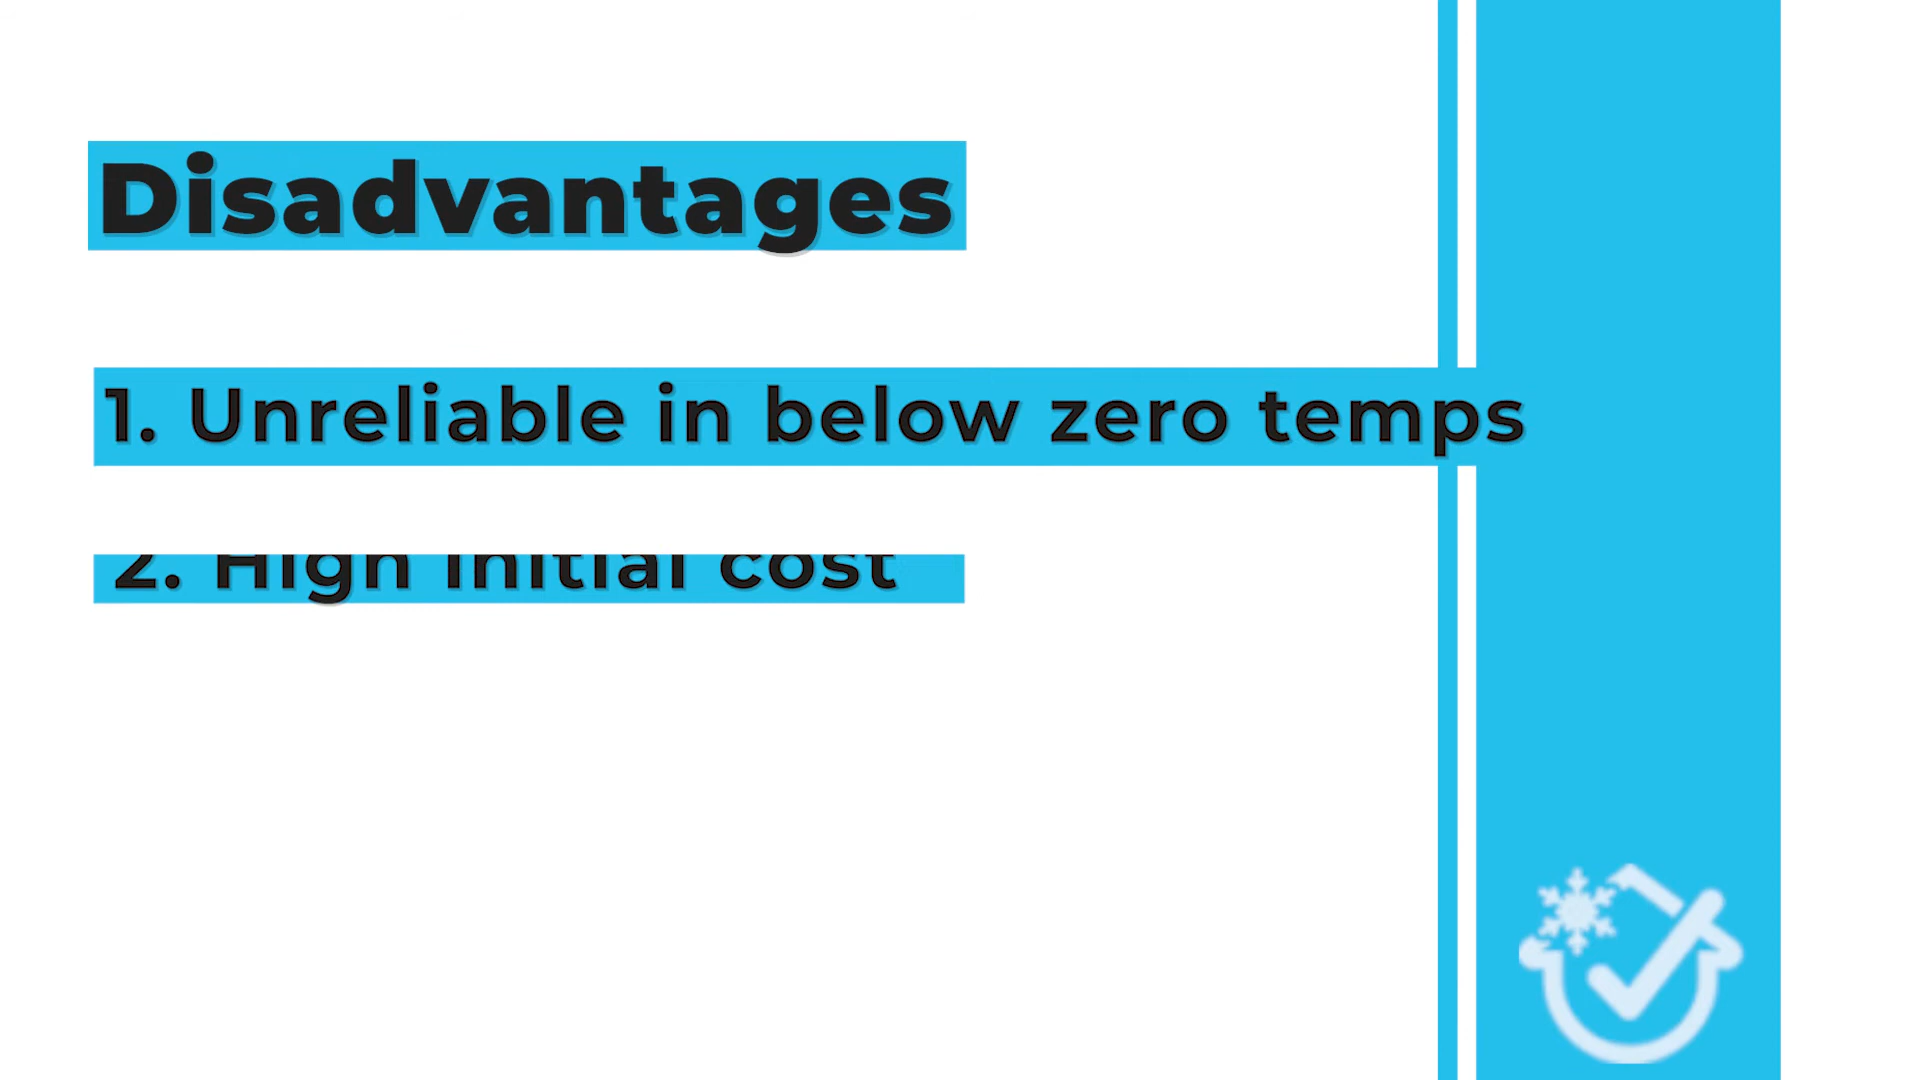 Disadvantages
1. Unreliable in below zero temps
2. High initial cost